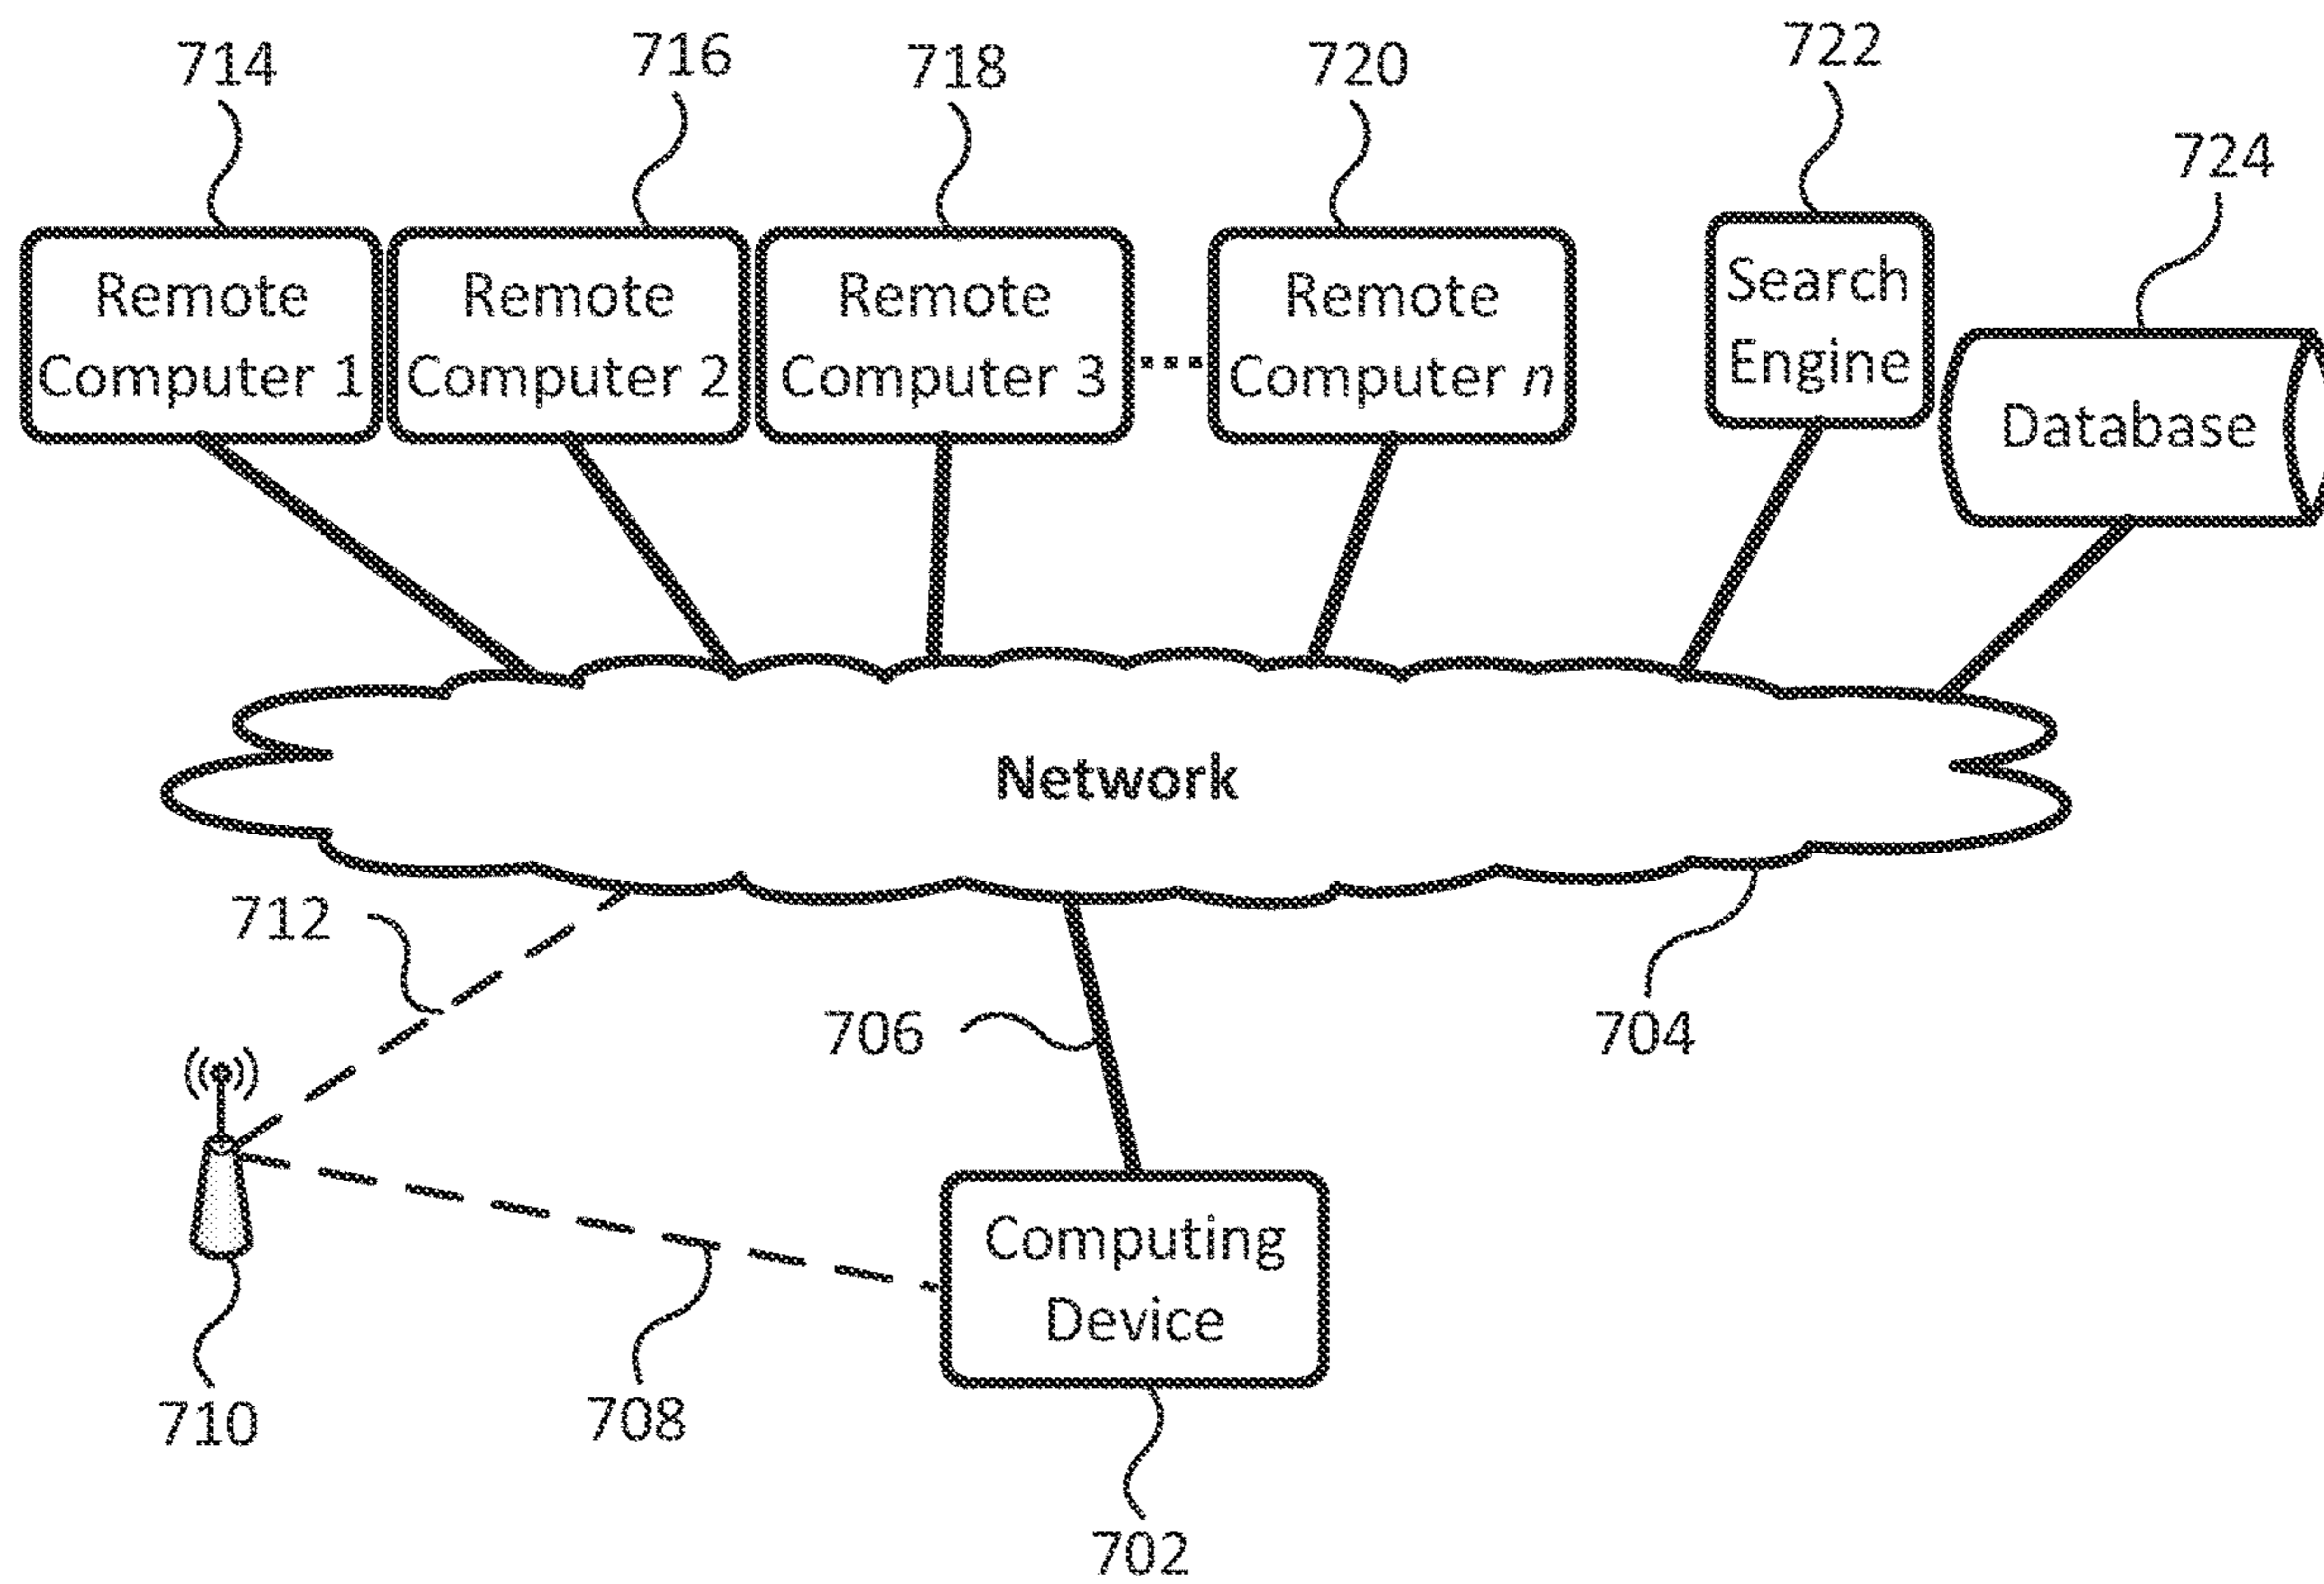 714
716
718
720
722
724
Remote
Computer 1
Remote
Computer 2
Remote
Computer 3
...
Remote
Computer n
Search
Engine
Database
Network
712
706
704
Computing
Device
710
708
702